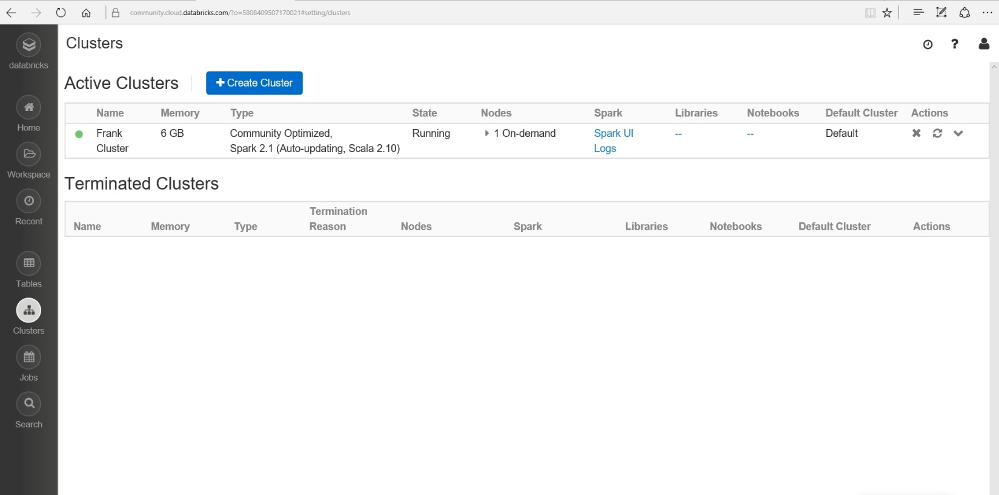 community.cloud.databricks.com/?o=5808409507170021#setting/clusters
databricks
Home
Workspace
Recent
Tables
Clusters
Jobs
Search
Clusters
?
Active Clusters
+ Create Cluster
Name Memory Type State Nodes Spark Libraries Notebooks Default Cluster Actions
Frank 6 GB Community Optimized, Running 1 On-demand Spark UI -- -- Default
Cluster Spark 2.1 (Auto-updating, Scala 2.10) Logs
Terminated Clusters
Termination
Name Memory Type Reason Nodes Spark Libraries Notebooks Default Cluster Actions